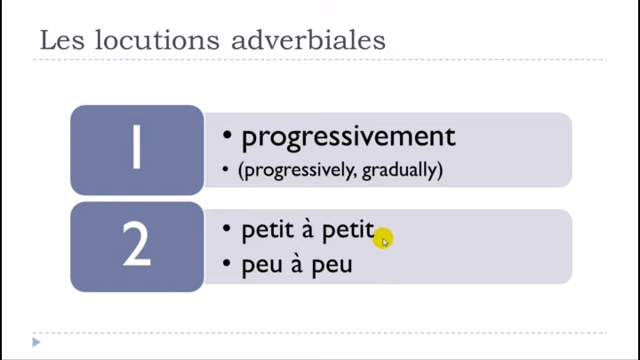 Les locutions adverbiales
1
• progressivement
• (progressively, gradually)
2
• petit à petit
• peu à peu